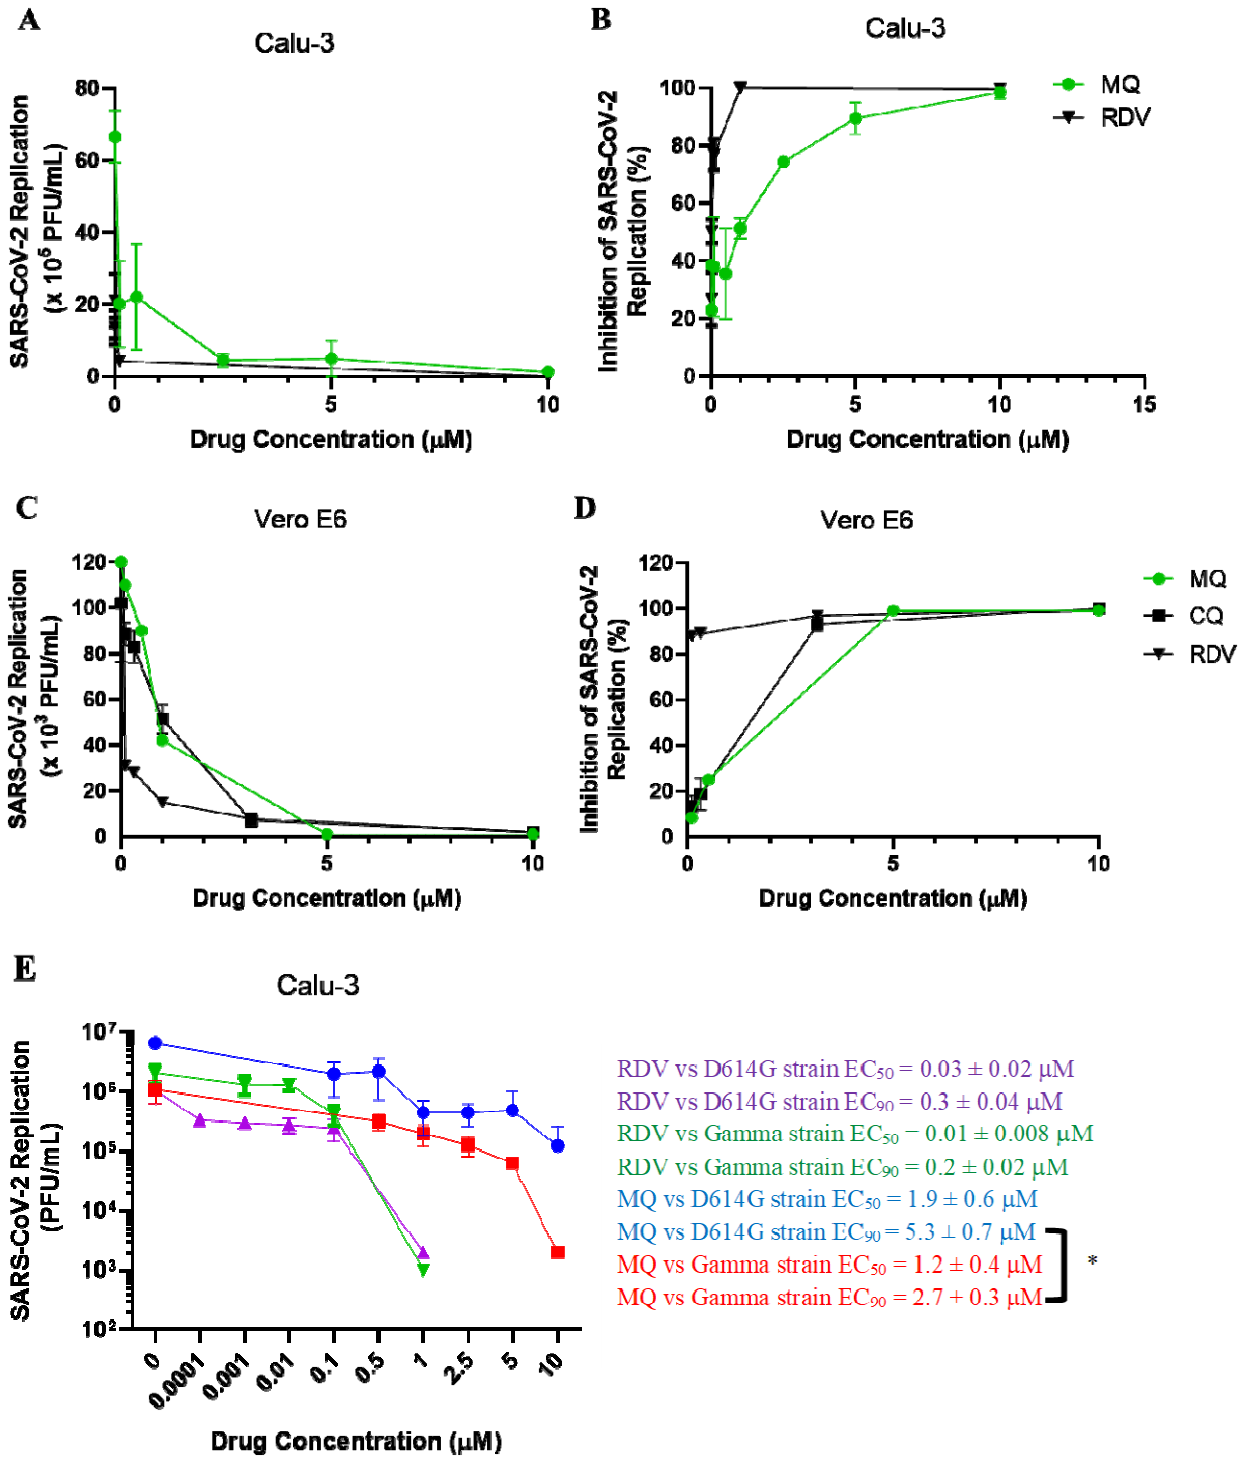 A
Calu-3
SARS-CoV-2 Replication
(x 10⁵ PFU/mL)
80
60
40
20
0
0
5
10
Drug Concentration (μM)
B
Calu-3
Inhibition of SARS-CoV-2
Replication (%)
100
80
60
40
20
0
0
5
10
15
Drug Concentration (μM)
MQ
RDV
C
Vero E6
SARS-CoV-2 Replication
(x 10³ PFU/mL)
120
100
80
60
40
20
0
0
5
10
Drug Concentration (μM)
D
Vero E6
Inhibition of SARS-CoV-2
Replication (%)
120
100
80
60
40
20
0
0
5
10
Drug Concentration (μM)
MQ
CQ
RDV
E
Calu-3
SARS-CoV-2 Replication
(PFU/mL)
10⁷
10⁶
10⁵
10⁴
10³
10²
0
0.0001
0.001
0.01
0.1
0.5
1
2.5
5
10
Drug Concentration (μM)
RDV vs D614G strain EC₅₀ = 0.03 ± 0.02 μM
RDV vs D614G strain EC₉₀ = 0.3 ± 0.04 μM
RDV vs Gamma strain EC₅₀ = 0.01 ± 0.008 μM
RDV vs Gamma strain EC₉₀ = 0.2 ± 0.02 μM
MQ vs D614G strain EC₅₀ = 1.9 ± 0.6 μM
MQ vs D614G strain EC₉₀ = 5.3 ± 0.7 μM
MQ vs Gamma strain EC₅₀ = 1.2 ± 0.4 μM
MQ vs Gamma strain EC₉₀ = 2.7 ± 0.3 μM
*